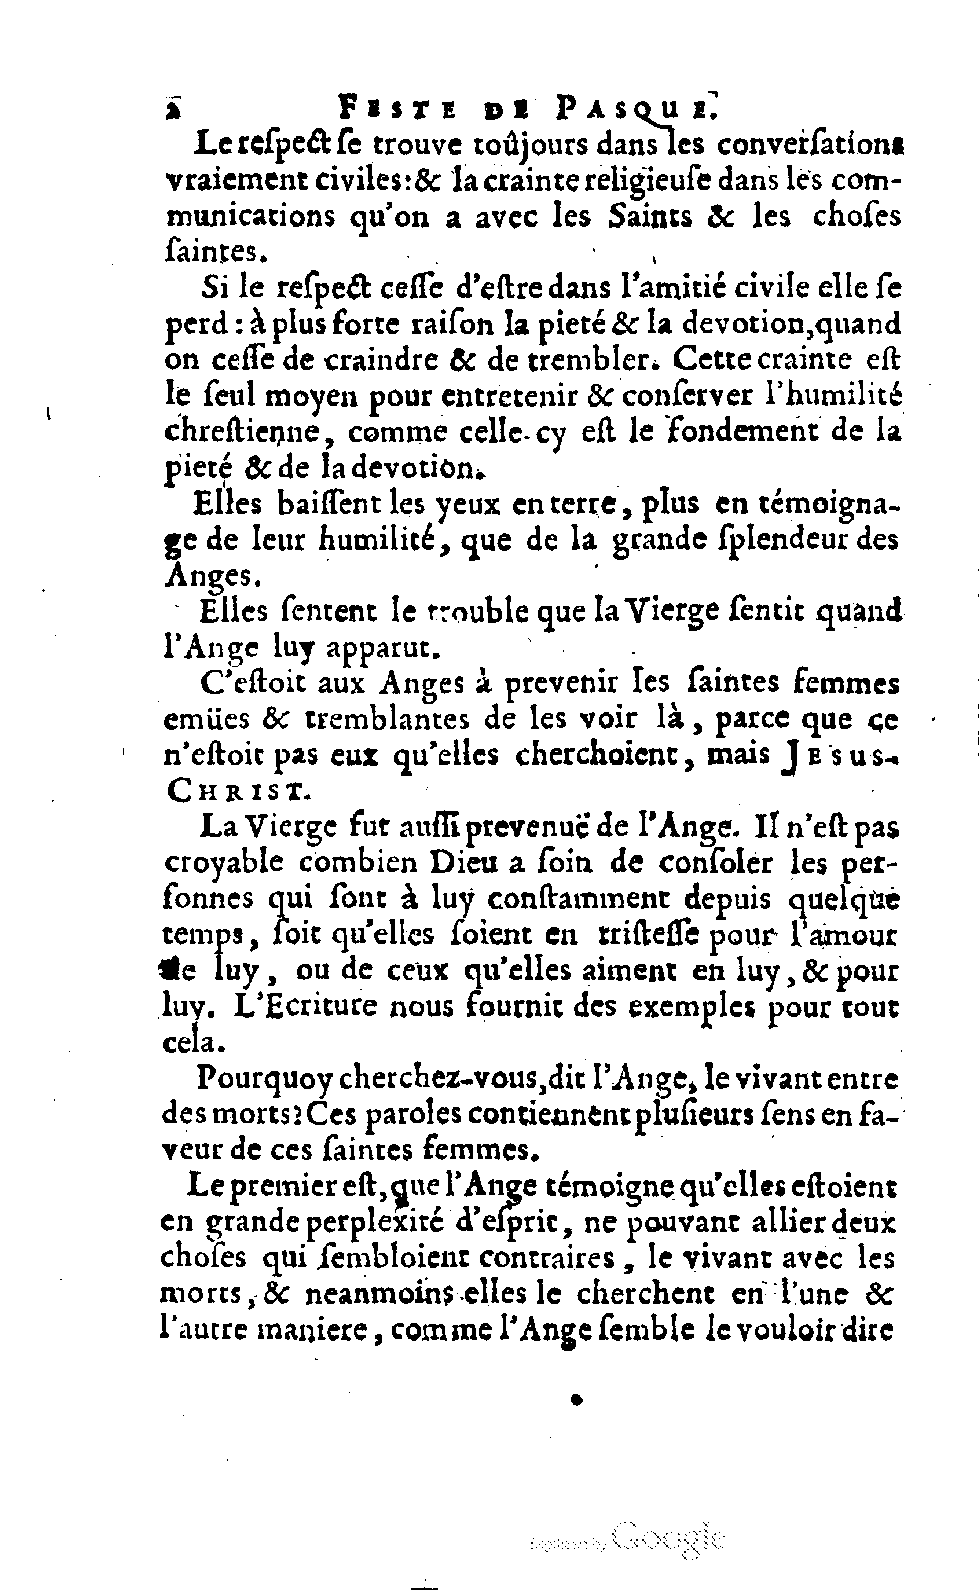 2 FESTE DE PASQUE.
Le reſpect ſe trouve toûjours dans les converſations
vraiement civiles: & la crainte religieuſe dans les com-
munications qu'on a avec les Saints & les choſes
ſaintes.
Si le reſpect ceſſe d'eſtre dans l'amitié civile elle ſe
perd : à plus forte raiſon la pieté & la devotion, quand
on ceſſe de craindre & de trembler. Cette crainte eſt
le ſeul moyen pour entretenir & conſerver l'humilité
chreſtienne, comme celle-cy eſt le fondement de la
pieté & de la devotion.
Elles baiſſent les yeux en terre, plus en témoigna-
ge de leur humilité, que de la grande ſplendeur des
Anges.
Elles ſentent le trouble que la Vierge ſentit quand
l'Ange luy apparut.
C'eſtoit aux Anges à prevenir les ſaintes femmes
emües & tremblantes de les voir là, parce que ce
n'eſtoit pas eux qu'elles cherchoient, mais JESUS-
CHRIST.
La Vierge fut auſſi prevenuë de l'Ange. Il n'eſt pas
croyable combien Dieu a ſoin de conſoler les per-
ſonnes qui ſont à luy conſtamment depuis quelque
temps, ſoit qu'elles ſoient en triſteſſe pour l'amour
de luy, ou de ceux qu'elles aiment en luy, & pour
luy. L'Ecriture nous fournit des exemples pour tout
cela.
Pourquoy cherchez-vous, dit l'Ange, le vivant entre
des morts? Ces paroles contiennent pluſieurs ſens en fa-
veur de ces ſaintes femmes.
Le premier eſt, que l'Ange témoigne qu'elles eſtoient
en grande perplexité d'eſprit, ne pouvant allier deux
choſes qui ſembloient contraires, le vivant avec les
morts, & neanmoins elles le cherchent en l'une &
l'autre maniere, comme l'Ange ſemble le vouloir dire
Digitized by Google